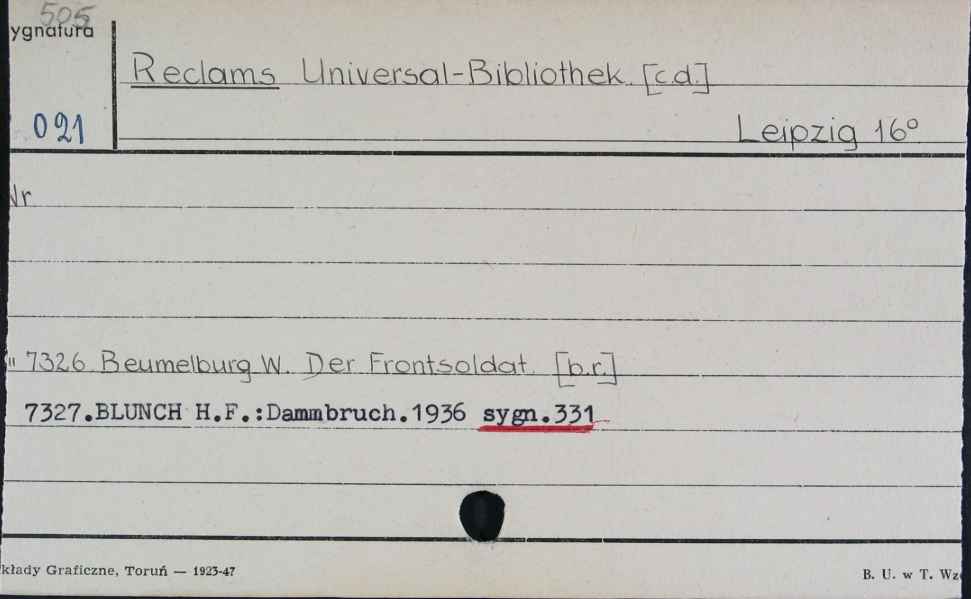 505
ygnatura
Reclams Universal-Bibliothek. [c.d.]
021
Leipzig 16°
Nr
" 7326 Beumelburg W. Der Frontsoldat. [b.r.]
7327.BLUNCH H.F.:Dammbruch.1936 sygn.331
kłady Graficzne, Toruń — 1923-47
B. U. w T. Wz